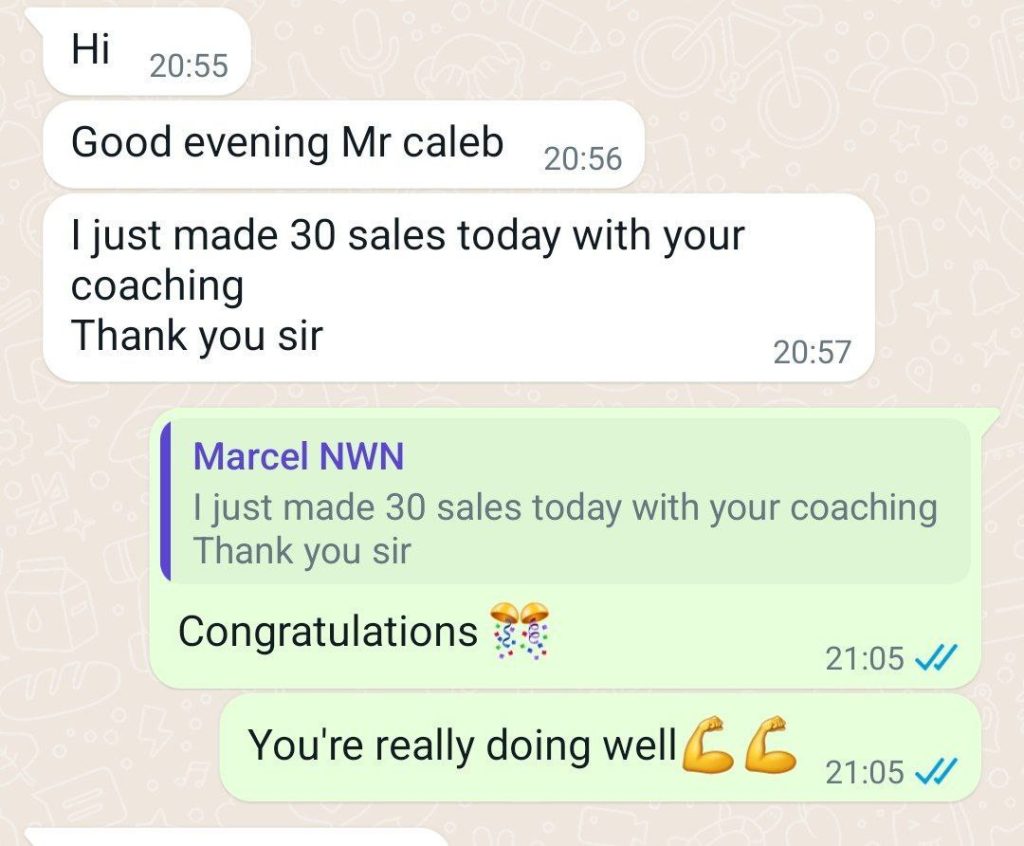 Hi 20:55
Good evening Mr caleb 20:56
I just made 30 sales today with your
coaching
Thank you sir 20:57
Marcel NWN
I just made 30 sales today with your coaching
Thank you sir
Congratulations 🎊 21:05
You're really doing well💪💪 21:05